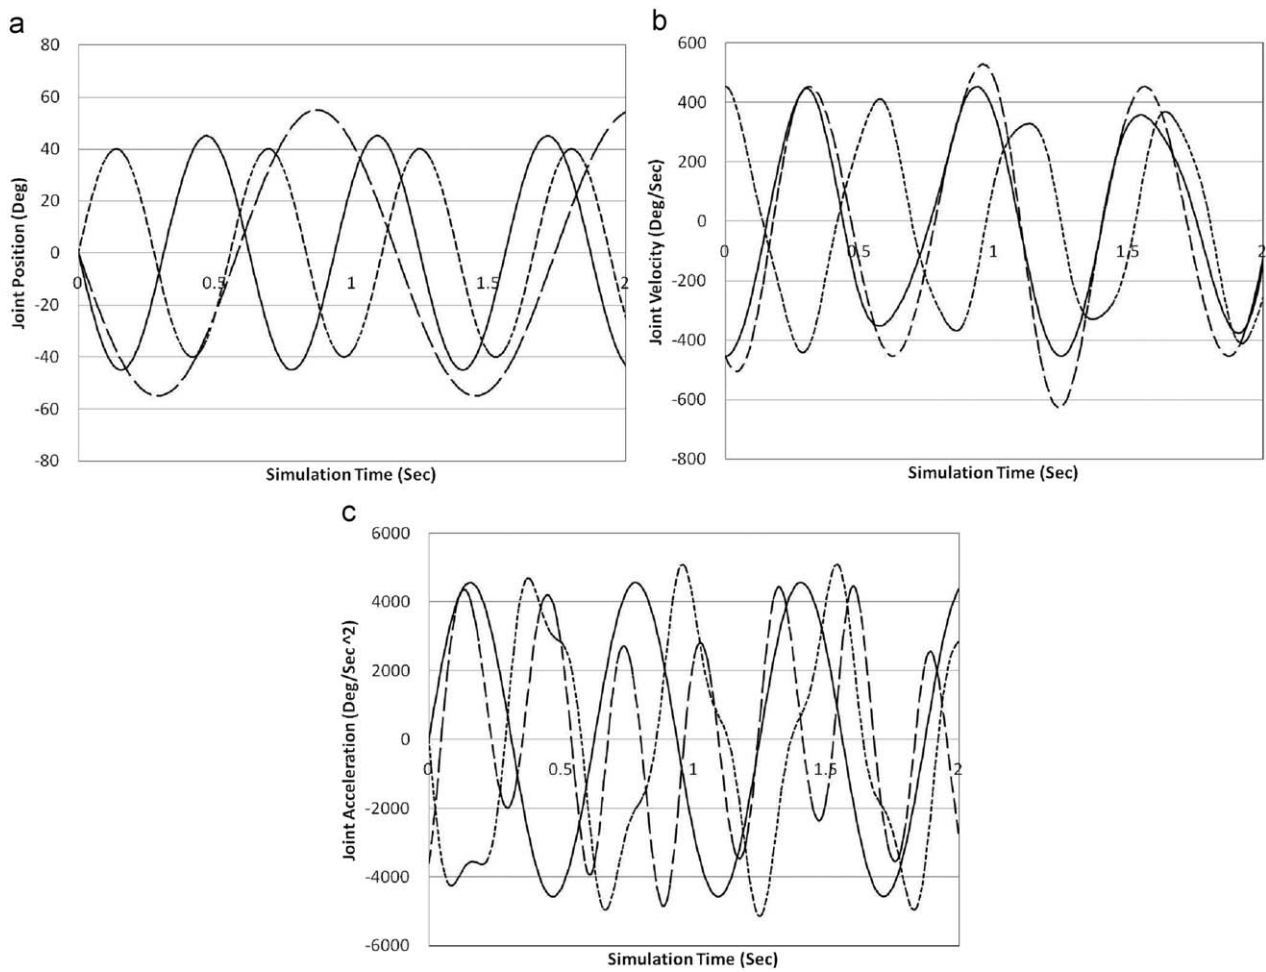 a
80
60
40
20
0
-20
-40
-60
-80
0 0.5 1 1.5 2
Joint Position (Deg)
Simulation Time (Sec)
b
600
400
200
0
-200
-400
-600
-800
0 0.5 1 1.5 2
Joint Velocity (Deg/Sec)
Simulation Time (Sec)
c
6000
4000
2000
0
-2000
-4000
-6000
0 0.5 1 1.5 2
Joint Acceleration (Deg/Sec ^2)
Simulation Time (Sec)